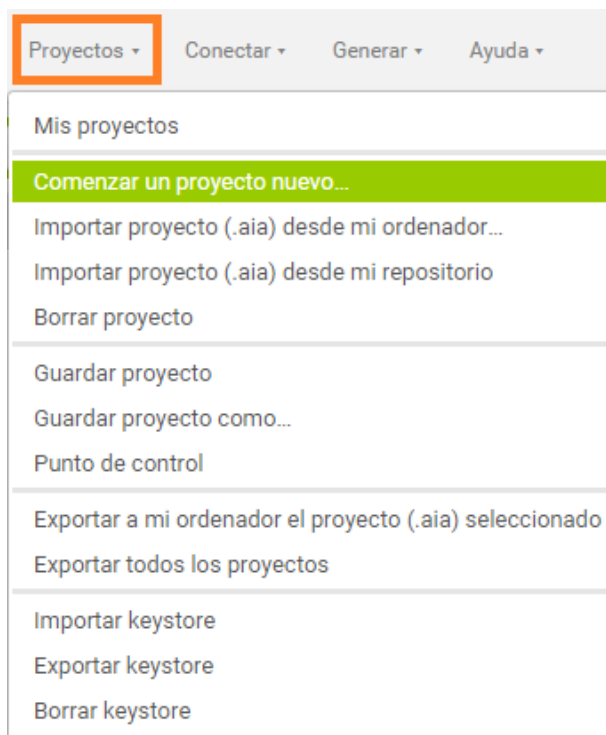 Proyectos Conectar Generar Ayuda
Mis proyectos
Comenzar un proyecto nuevo...
Importar proyecto (.aia) desde mi ordenador...
Importar proyecto (.aia) desde mi repositorio
Borrar proyecto
Guardar proyecto
Guardar proyecto como...
Punto de control
Exportar a mi ordenador el proyecto (.aia) seleccionado
Exportar todos los proyectos
Importar keystore
Exportar keystore
Borrar keystore